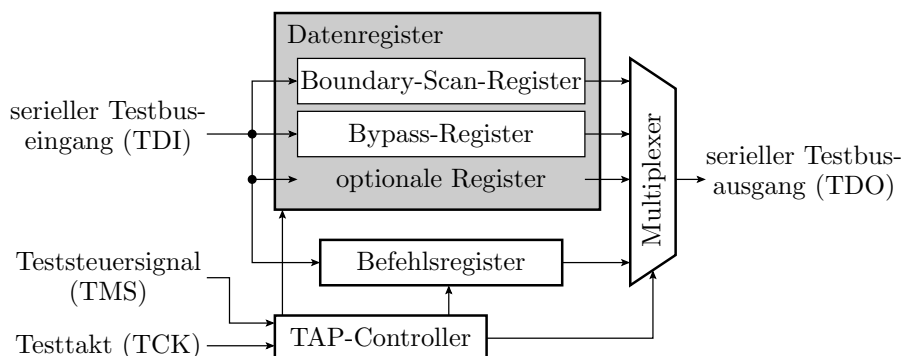 Datenregister
Boundary-Scan-Register
serieller Testbus-
eingang (TDI)
Bypass-Register
optionale Register
Multiplexer
serieller Testbus-
ausgang (TDO)
Befehlsregister
Teststeuersignal
(TMS)
Testtakt (TCK)
TAP-Controller